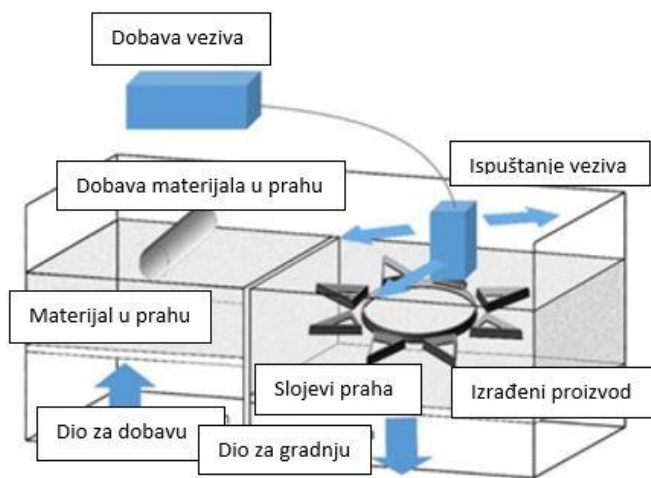 Dobava veziva
Ispuštanje veziva
Dobava materijala u prahu
Materijal u prahu
Slojevi praha
Izrađeni proizvod
Dio za dobavu
Dio za gradnju